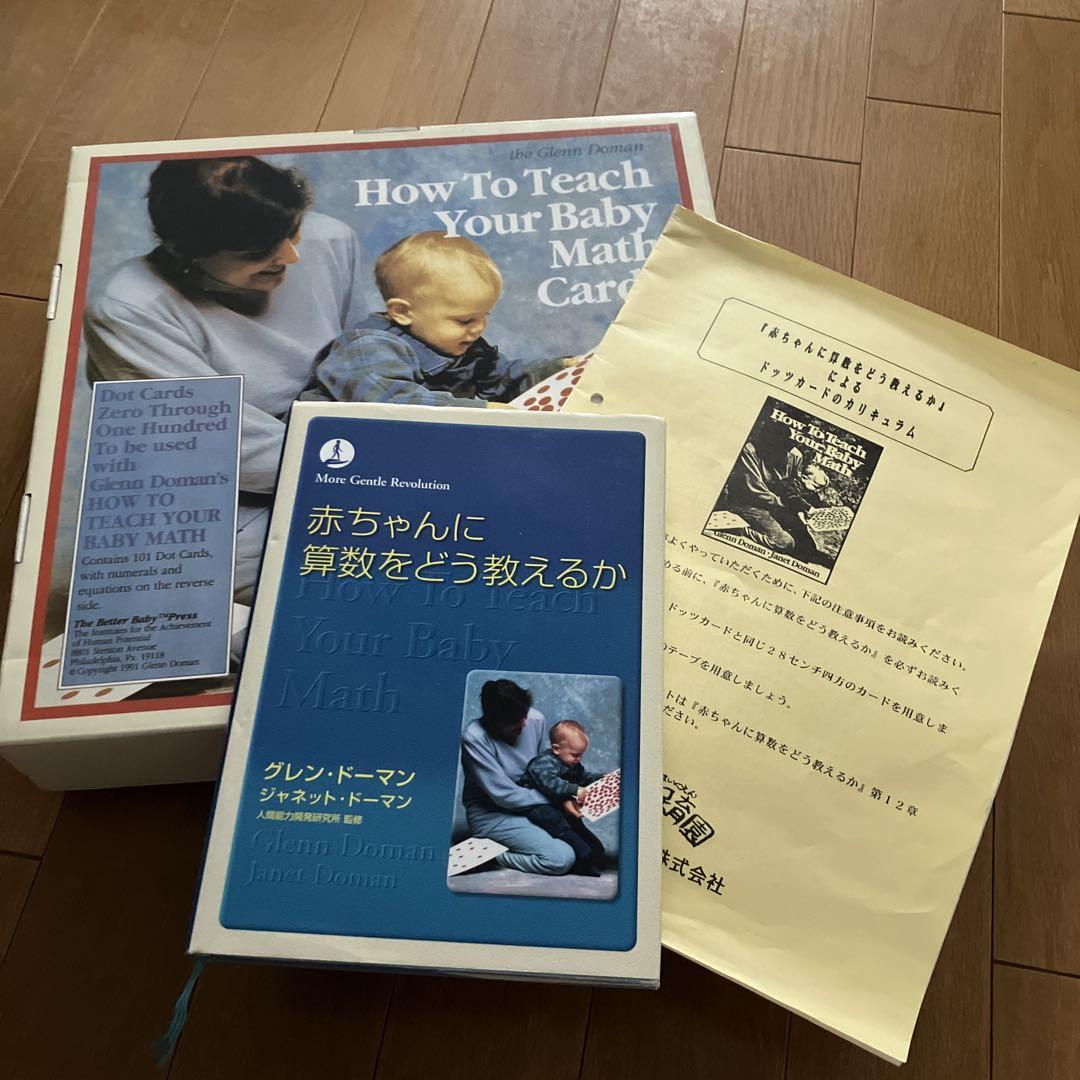 the Glenn Doman
How To Teach
Your Baby
Math
Card
Dot Cards
Zero Through
One Hundred
To be used
with
Glenn Doman's
HOW TO
TEACH YOUR
BABY MATH
Contains 101 Dot Cards,
with numerals and
equations on the reverse
side.
The Better Baby™Press
The Institutes for the Achievement
of Human Potential
8801 Stenton Avenue
Philadelphia, Pa. 19118
©Copyright 1991 Glenn Doman
More Gentle Revolution
赤ちゃんに
算数をどう教えるか
How To Teach
Your Baby
Math
グレン・ドーマン
ジャネット・ドーマン
人間能力開発研究所 監修
Glenn Doman
Janet Doman
『赤ちゃんに算数をどう教えるか』
による
ドッツカードのカリキュラム
How To Teach
Your Baby
Math
Glenn Doman・Janet Doman
よくやっていただくために、下記の注意事項をお読みください。
める前に、『赤ちゃんに算数をどう教えるか』を必ずお読みく
ドッツカードと同じ28センチ四方のカードを用意しま
のテープを用意しましょう。
トは『赤ちゃんに算数をどう教えるか』第12章
ださい。
園
株式会社